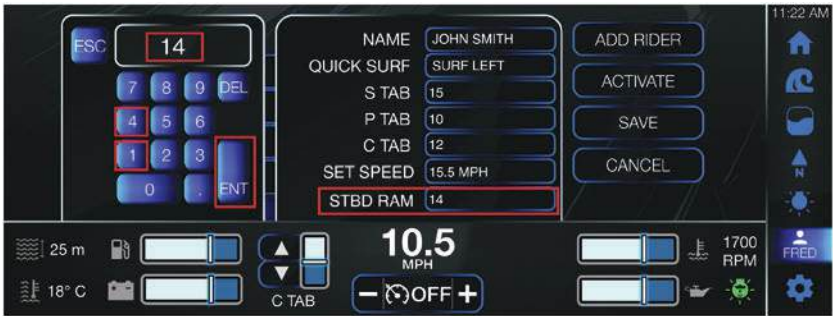 11:22 AM
ESC
14
7 8 9 DEL
4 5 6
1 2 3
0 . ENT
NAME JOHN SMITH
QUICK SURF SURF LEFT
S TAB 15
P TAB 10
C TAB 12
SET SPEED 15.5 MPH
STBD RAM 14
ADD RIDER
ACTIVATE
SAVE
CANCEL
N
FRED
25 m
18° C
C TAB
10.5
MPH
− OFF +
1700
RPM